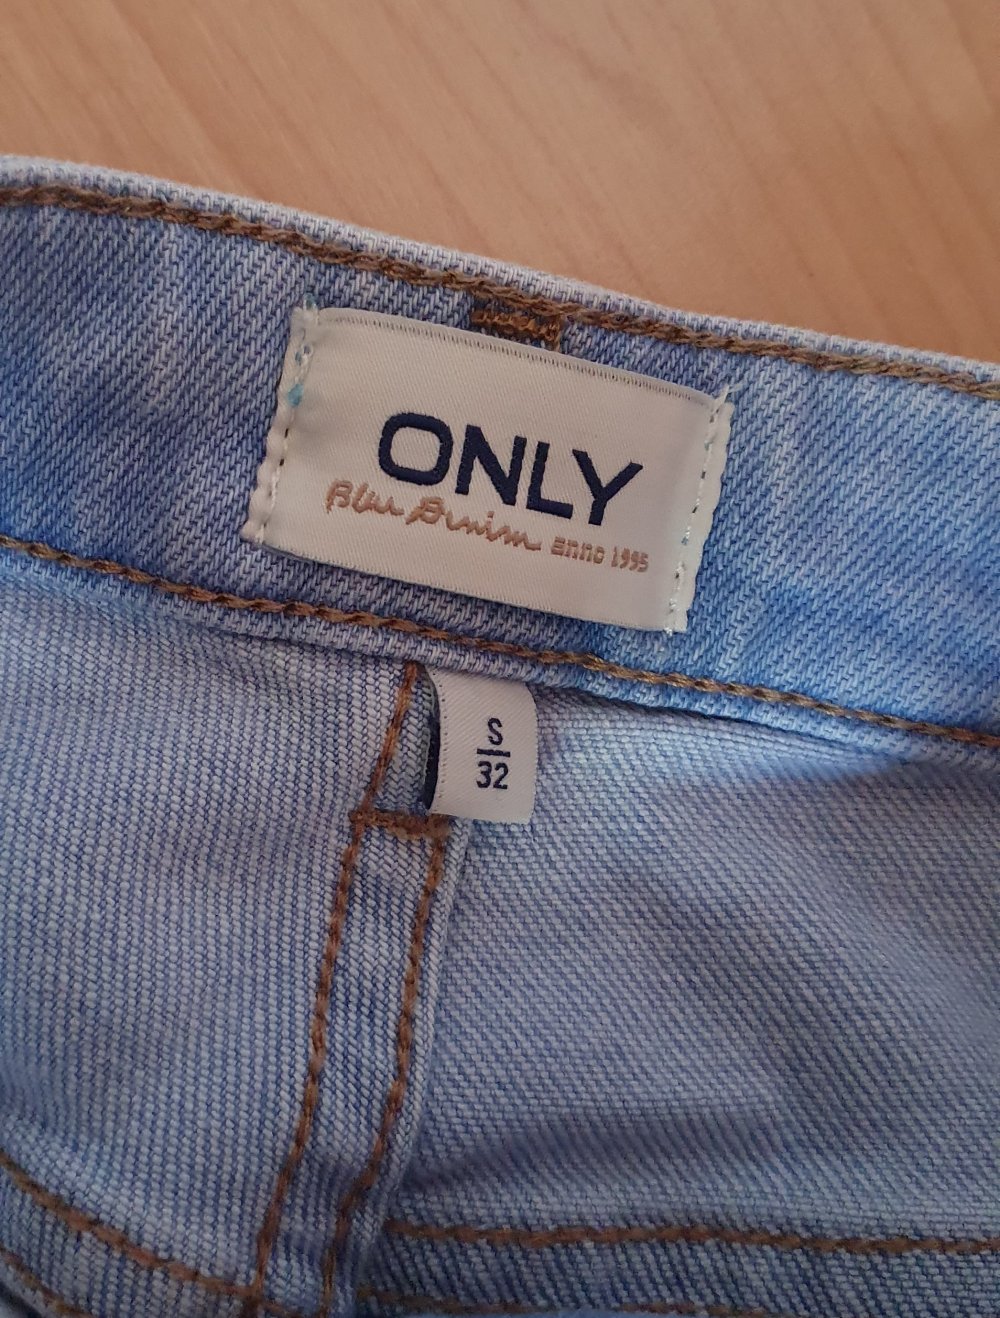 ONLY
Blue Denim anno 1995
S
32